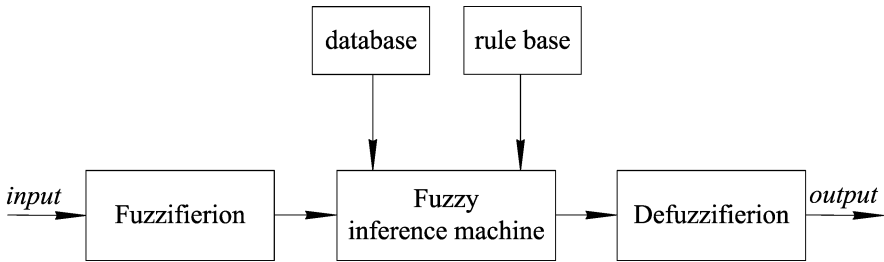 database
rule base
input
Fuzzifierion
Fuzzy
inference machine
Defuzzifierion
output